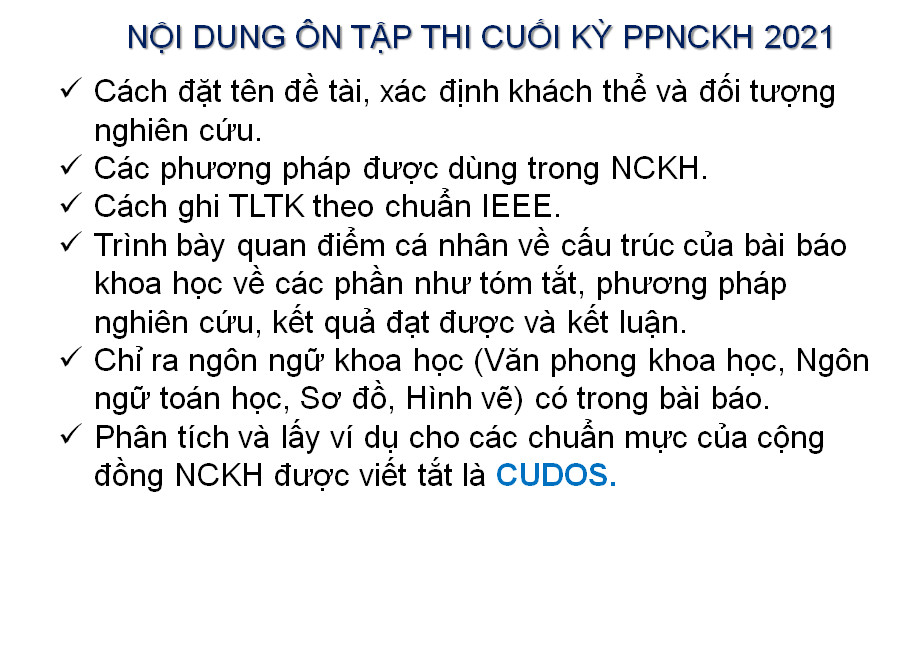 NỘI DUNG ÔN TẬP THI CUỐI KỲ PPNCKH 2021
✓ Cách đặt tên đề tài, xác định khách thể và đối tượng
nghiên cứu.
✓ Các phương pháp được dùng trong NCKH.
✓ Cách ghi TLTK theo chuẩn IEEE.
✓ Trình bày quan điểm cá nhân về cấu trúc của bài báo
khoa học về các phần như tóm tắt, phương pháp
nghiên cứu, kết quả đạt được và kết luận.
✓ Chỉ ra ngôn ngữ khoa học (Văn phong khoa học, Ngôn
ngữ toán học, Sơ đồ, Hình vẽ) có trong bài báo.
✓ Phân tích và lấy ví dụ cho các chuẩn mực của cộng
đồng NCKH được viết tắt là CUDOS.